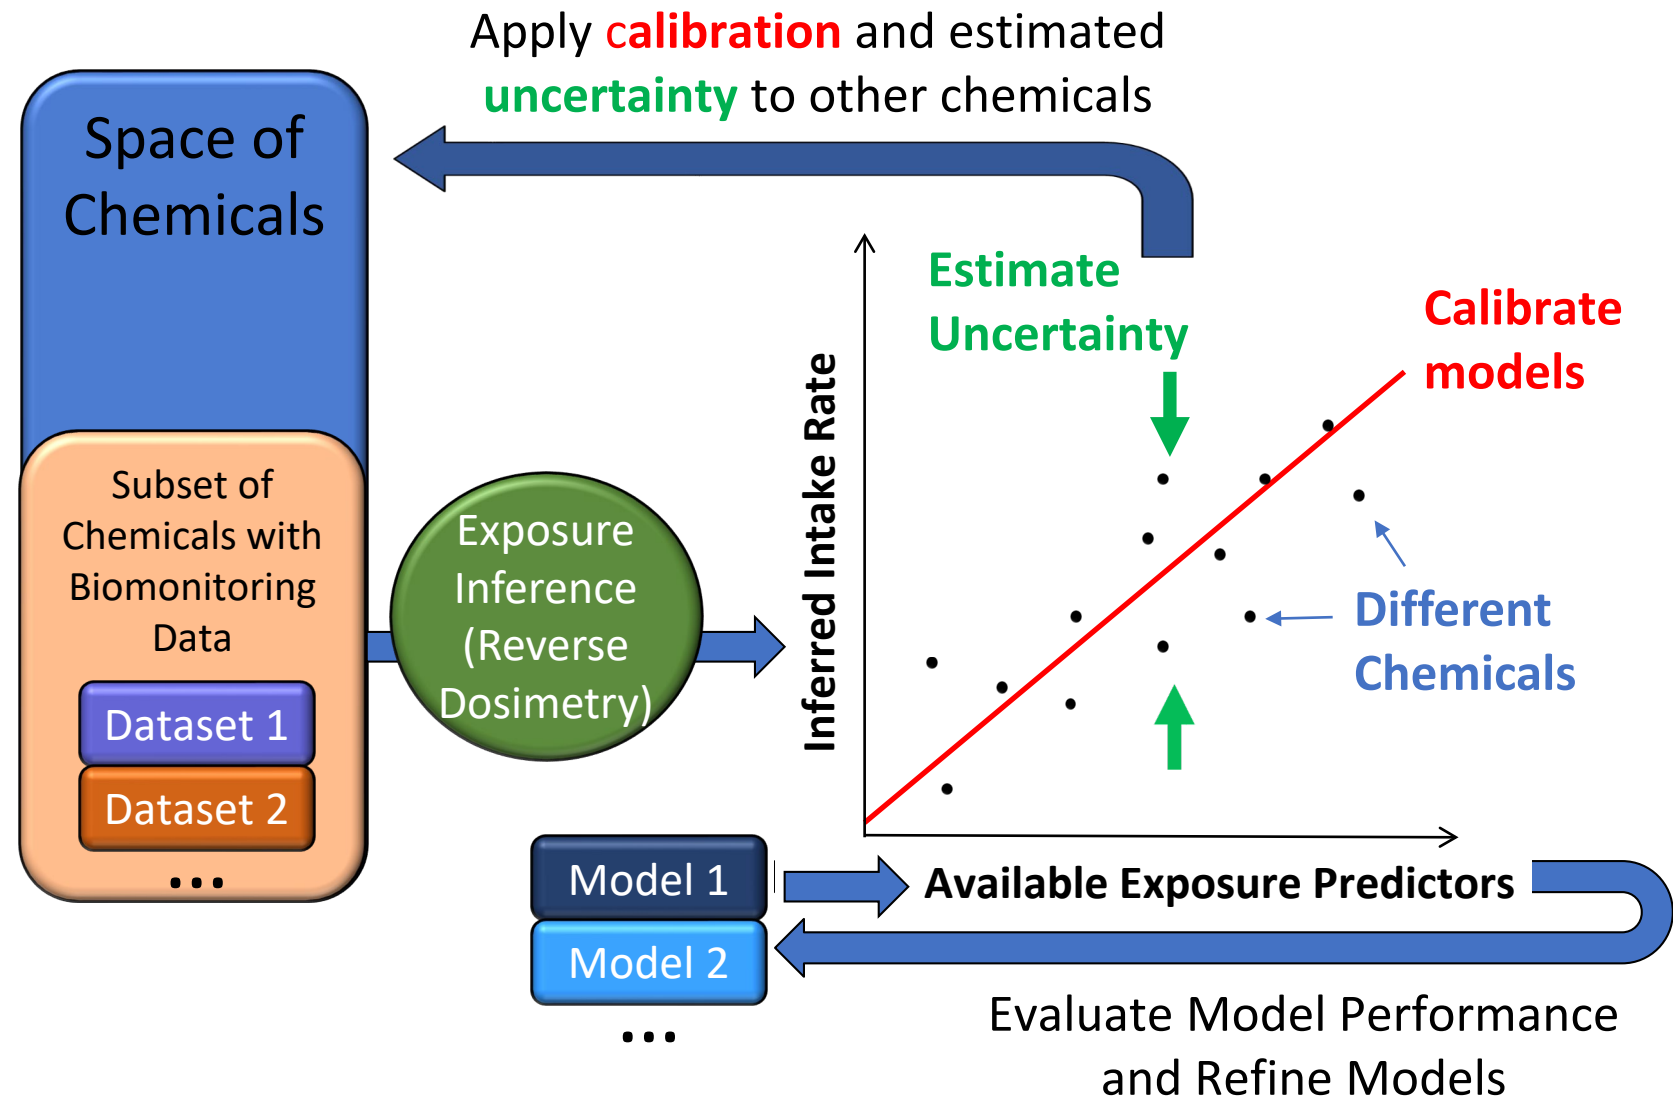 Apply calibration and estimated
uncertainty to other chemicals
Space of
Chemicals
Subset of
Chemicals with
Biomonitoring
Data
Dataset 1
Dataset 2
...
Exposure
Inference
(Reverse
Dosimetry)
Inferred Intake Rate
Estimate
Uncertainty
Calibrate
models
Different
Chemicals
Model 1
Model 2
...
Available Exposure Predictors
Evaluate Model Performance
and Refine Models